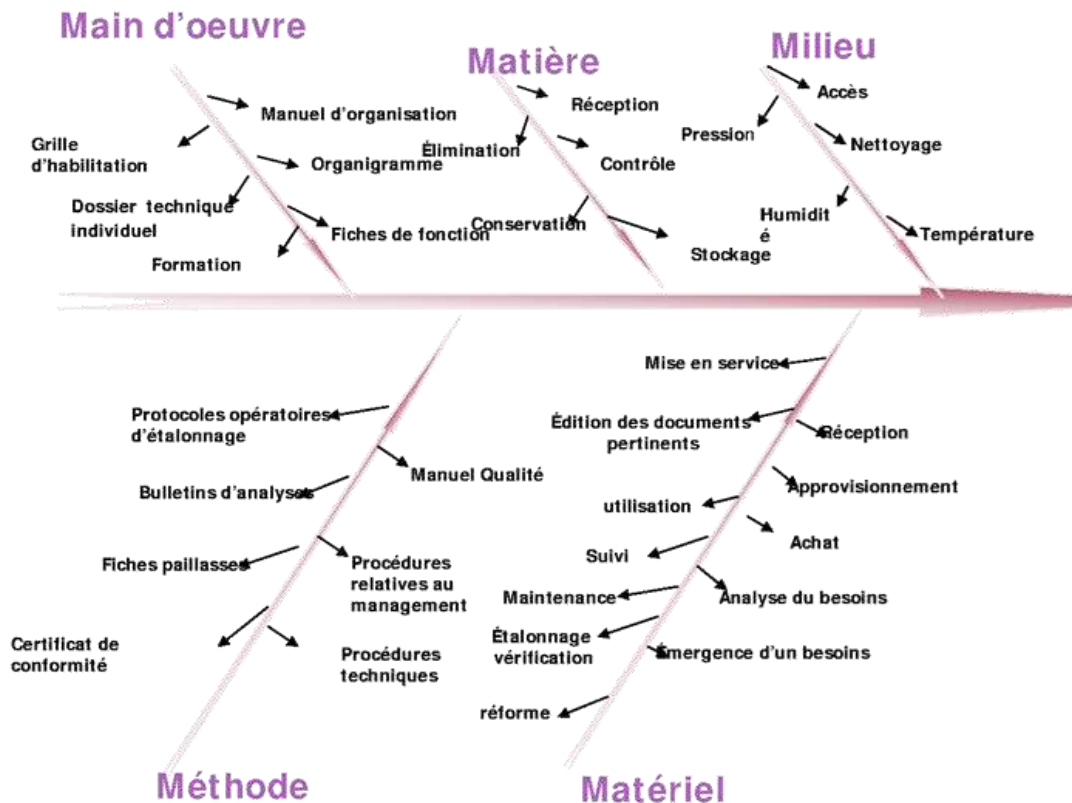 Main d'oeuvre
Manuel d'organisation
Grille
d'habilitation
Organigramme
Dossier technique
individuel
Fiches de fonction
Formation
Matière
Réception
Élimination
Contrôle
Conservation
Stockage
Milieu
Accès
Pression
Nettoyage
Humidit
é
Température
Protocoles opératoires
d'étalonnage
Manuel Qualité
Bulletins d'analyses
Fiches paillasses
Procédures
relatives au
management
Certificat de
conformité
Procédures
techniques
Méthode
Mise en service
Édition des documents
pertinents
Réception
Approvisionnement
utilisation
Achat
Suivi
Maintenance
Analyse du besoins
Étalonnage
vérification
Émergence d'un besoins
réforme
Matériel